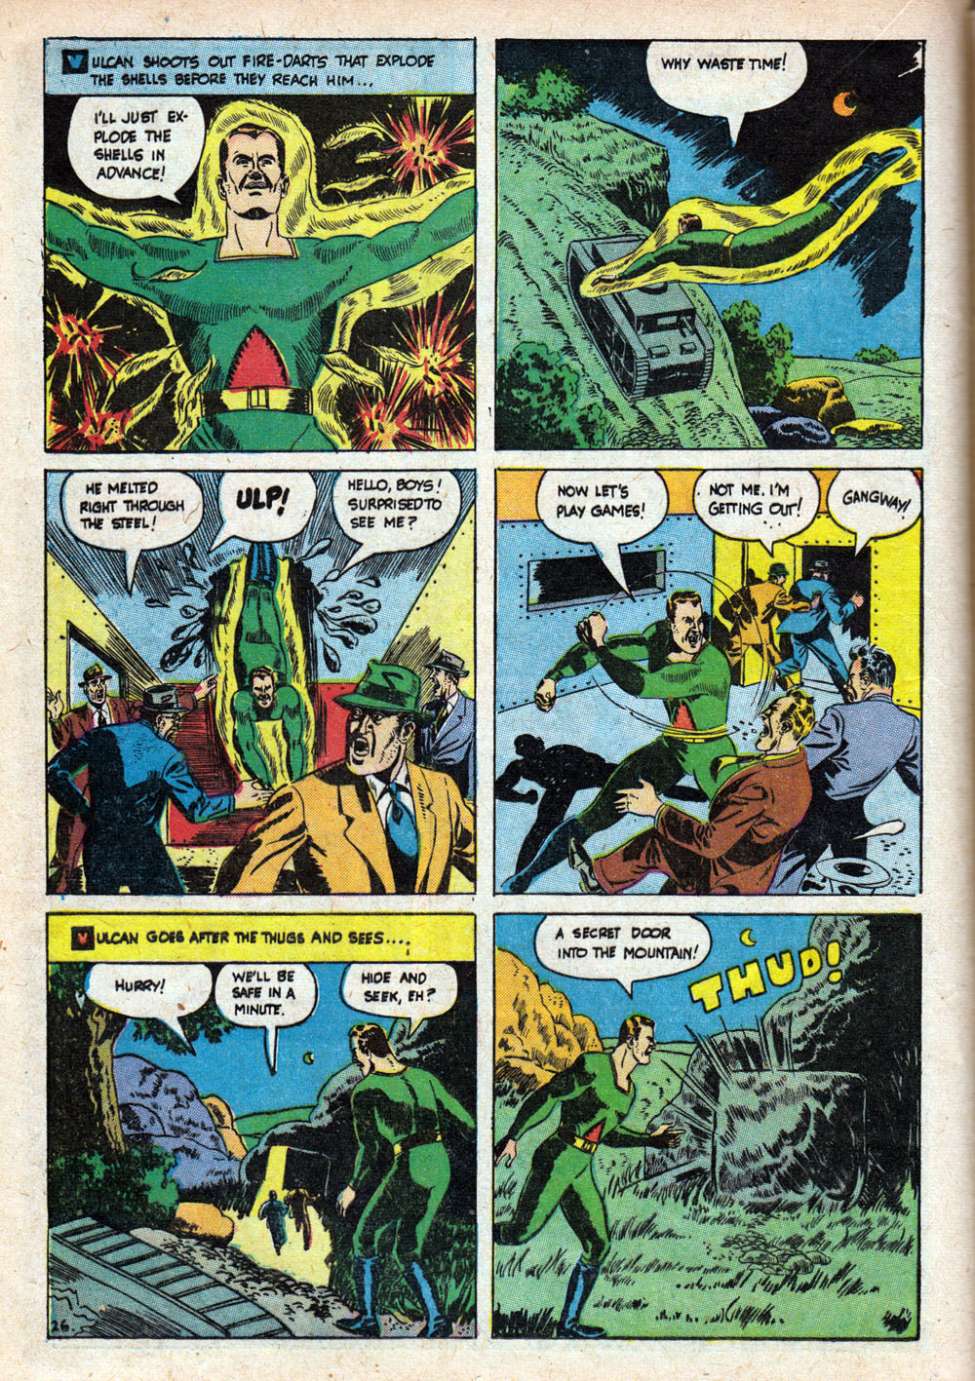 VULCAN SHOOTS OUT FIRE-DARTS THAT EXPLODE
THE SHELLS BEFORE THEY REACH HIM...
I'LL JUST EX-
PLODE THE
SHELLS IN
ADVANCE!
WHY WASTE TIME!
HE MELTED
RIGHT THROUGH
THE STEEL!
ULP!
HELLO, BOYS!
SURPRISED TO
SEE ME?
NOW LET'S
PLAY GAMES!
NOT ME. I'M
GETTING OUT!
...
GANGWAY!
VULCAN GOES AFTER THE THUGS AND SEES....
HURRY!
WE'LL BE
SAFE IN A
MINUTE.
HIDE AND
SEEK, EH?
26
A SECRET DOOR
INTO THE MOUNTAIN!
THUD!